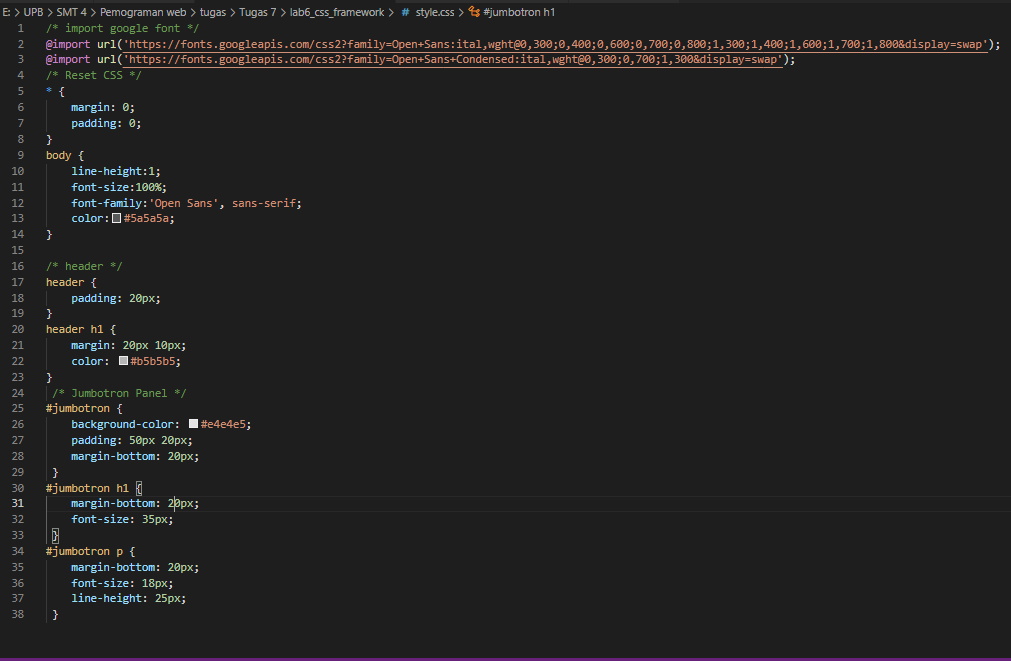 E: > UPB > SMT 4 > Pemograman web > tugas > Tugas 7 > lab6_css_framework > # style.css > #jumbotron h1
1 /* import google font */
2 @import url('https://fonts.googleapis.com/css2?family=Open+Sans:ital,wght@0,300;0,400;0,600;0,700;0,800;1,300;1,400;1,600;1,700;1,800&display=swap');
3 @import url('https://fonts.googleapis.com/css2?family=Open+Sans+Condensed:ital,wght@0,300;0,700;1,300&display=swap');
4 /* Reset CSS */
5 * {
6 margin: 0;
7 padding: 0;
8 }
9 body {
10 line-height:1;
11 font-size:100%;
12 font-family:'Open Sans', sans-serif;
13 color:#5a5a5a;
14 }
15
16 /* header */
17 header {
18 padding: 20px;
19 }
20 header h1 {
21 margin: 20px 10px;
22 color: #b5b5b5;
23 }
24 /* Jumbotron Panel */
25 #jumbotron {
26 background-color: #e4e4e5;
27 padding: 50px 20px;
28 margin-bottom: 20px;
29 }
30 #jumbotron h1 {
31 margin-bottom: 20px;
32 font-size: 35px;
33 }
34 #jumbotron p {
35 margin-bottom: 20px;
36 font-size: 18px;
37 line-height: 25px;
38 }